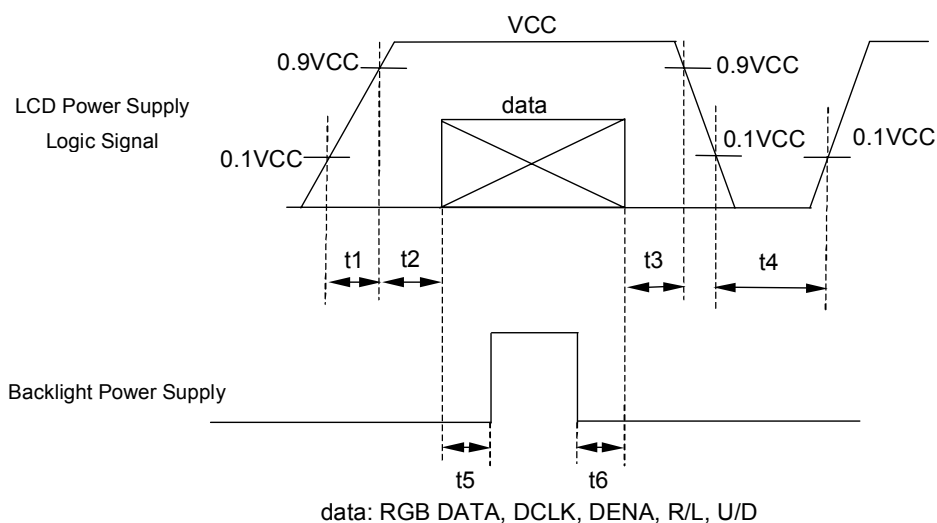 VCC
0.9VCC
0.9VCC
LCD Power Supply
Logic Signal
data
0.1VCC
0.1VCC
0.1VCC
t1
t2
t3
t4
Backlight Power Supply
t5
t6
data: RGB DATA, DCLK, DENA, R/L, U/D